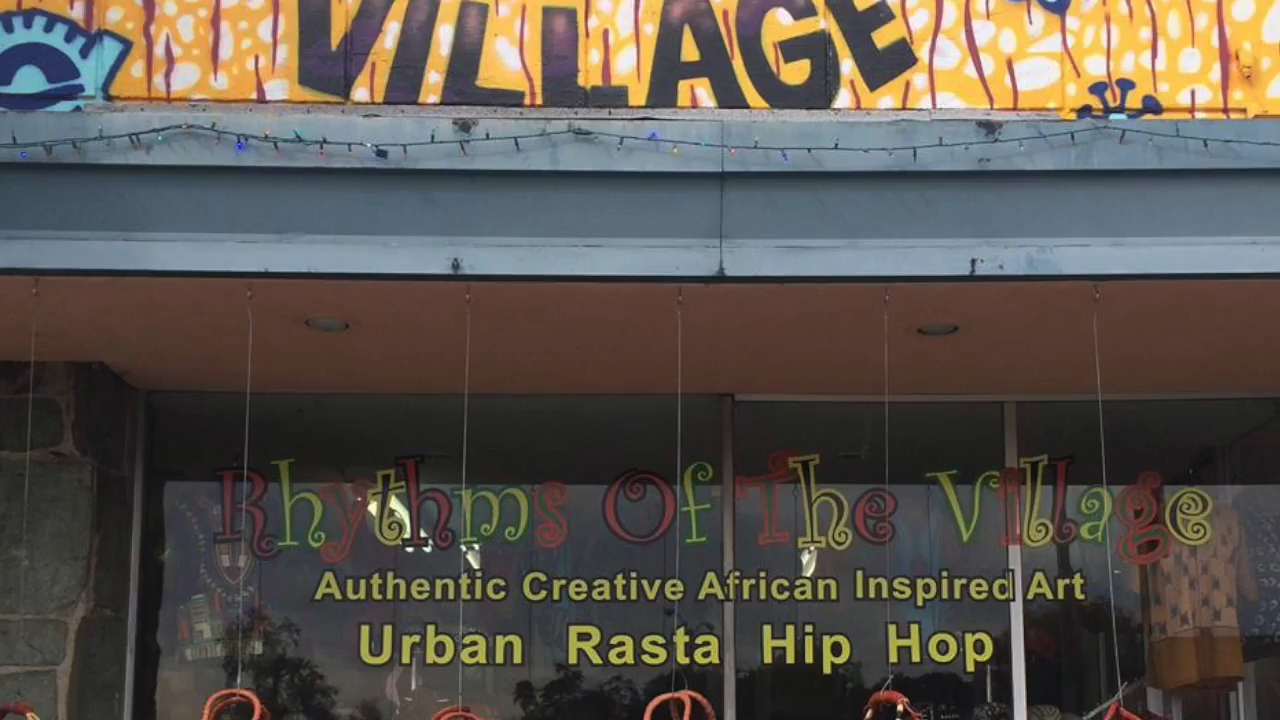 VILLAGE
Rhythms Of The Village
Authentic Creative African Inspired Art
Urban Rasta Hip Hop